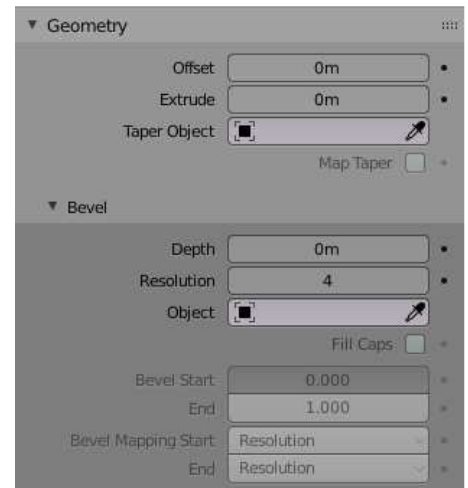 Geometry
Offset 0m
Extrude 0m
Taper Object
Map Taper
Bevel
Depth 0m
Resolution 4
Object
Fill Caps
Bevel Start 0.000
End 1.000
Bevel Mapping Start Resolution
End Resolution